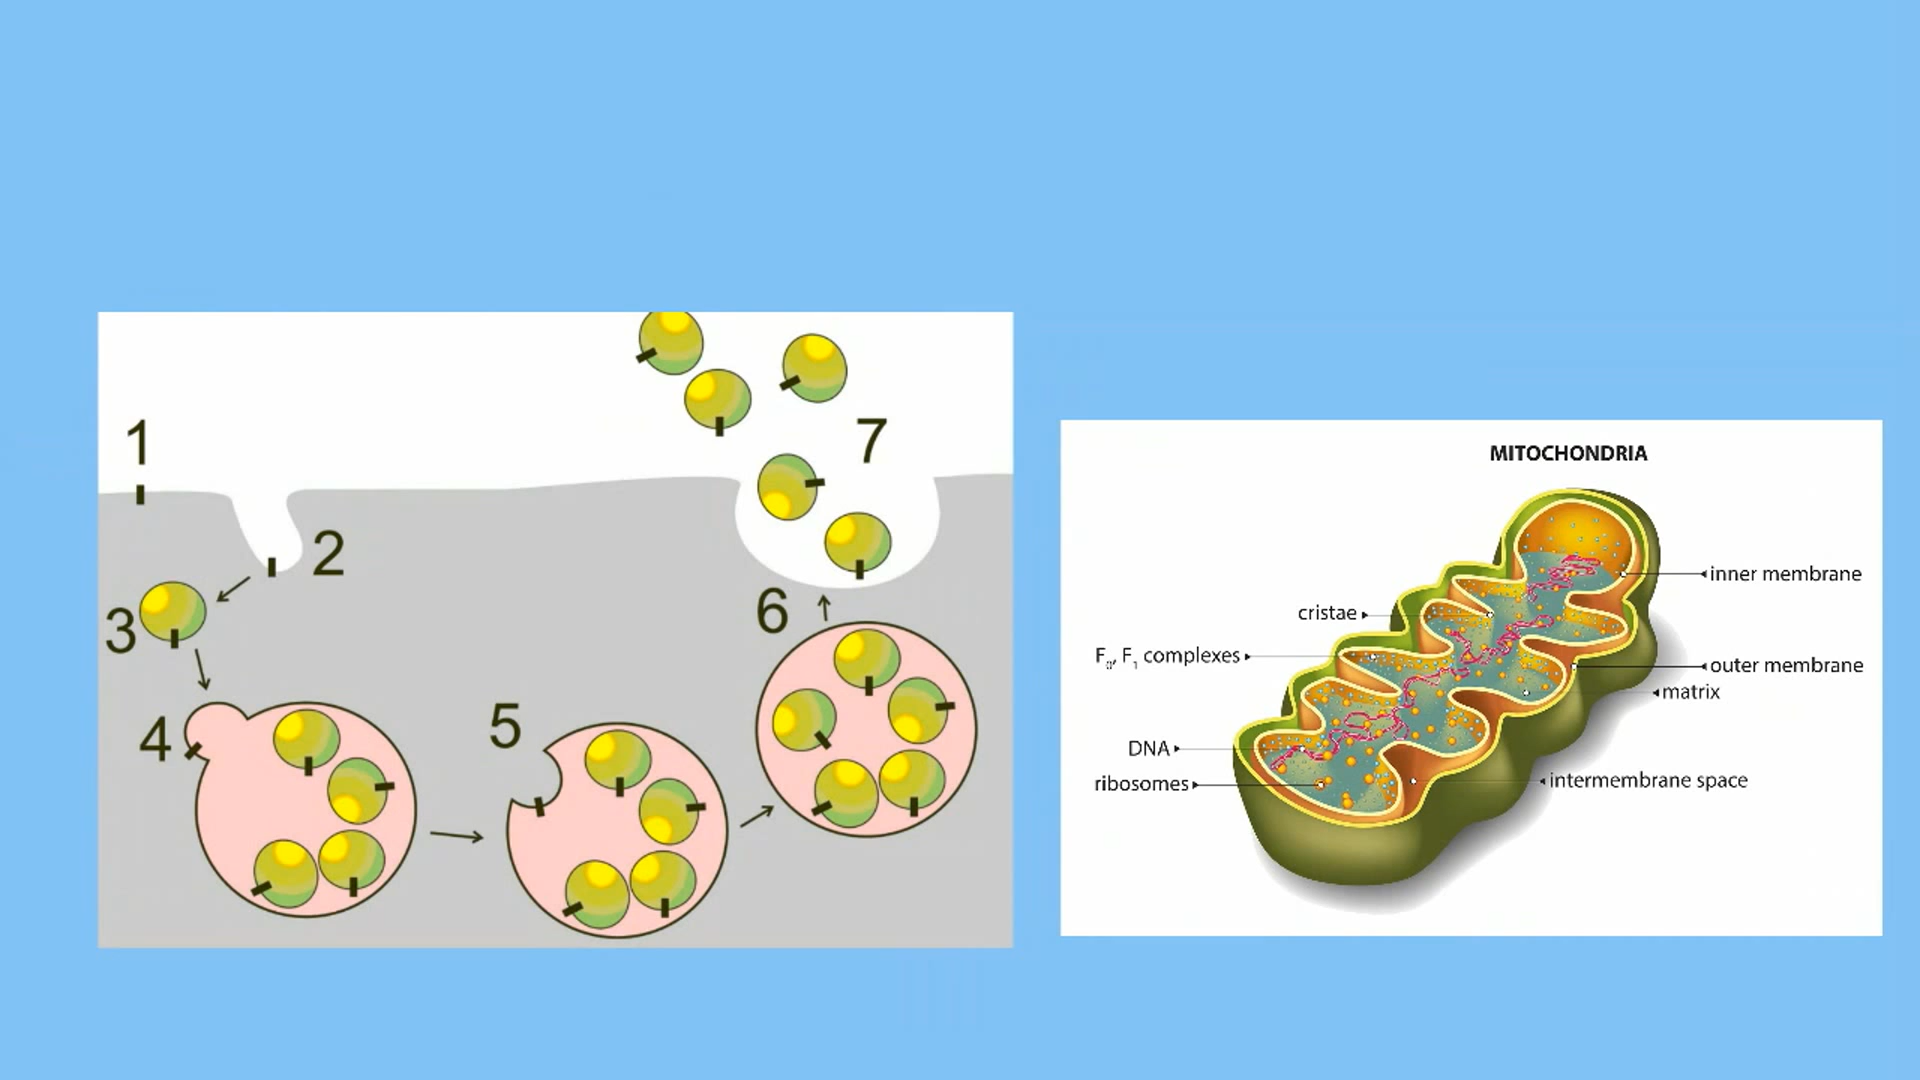 1
2
3
4
5
6
7
MITOCHONDRIA
inner membrane
cristae
F₀, F₁ complexes
outer membrane
matrix
DNA
ribosomes
intermembrane space